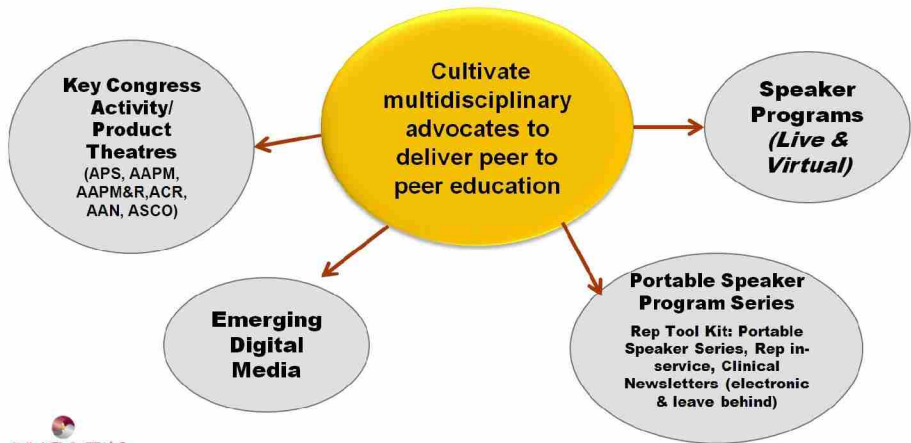 Key Congress
Activity/
Product
Theatres
(APS, AAPM,
AAPM&R,ACR,
AAN, ASCO)
Cultivate
multidisciplinary
advocates to
deliver peer to
peer education
Speaker
Programs
(Live &
Virtual)
Emerging
Digital
Media
Portable Speaker
Program Series
Rep Tool Kit: Portable
Speaker Series, Rep in-
service, Clinical
Newsletters (electronic
& leave behind)